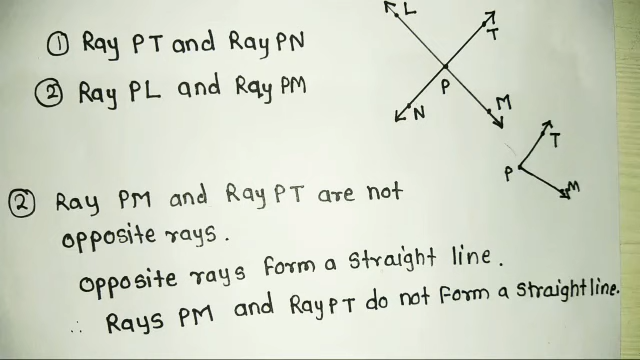 ① Ray PT and Ray PN
② Ray PL and Ray PM
L
T
P
N
M
T
P
M
② Ray PM and Ray PT are not
opposite rays.
opposite rays form a straight line.
∴ Rays PM and Ray PT do not form a straight line.